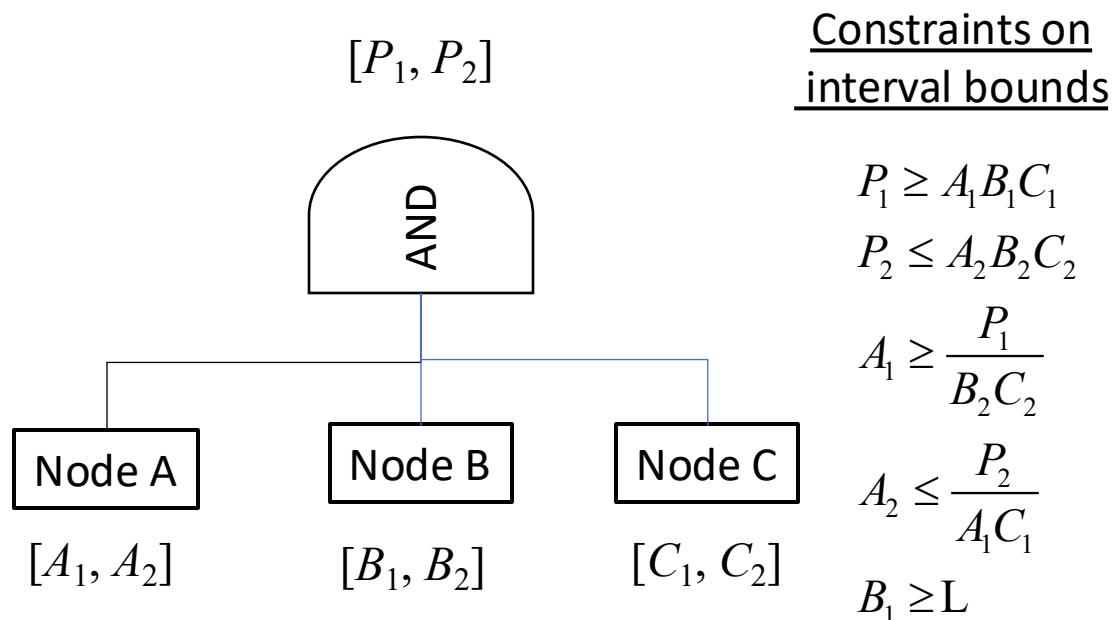 [P₁, P₂]
AND
Node A
Node B
Node C
[A₁, A₂]
[B₁, B₂]
[C₁, C₂]
Constraints on
interval bounds
P₁ ≥ A₁B₁C₁
P₂ ≤ A₂B₂C₂
A₁ ≥ P₁ / B₂C₂
A₂ ≤ P₂ / A₁C₁
B₁ ≥ L